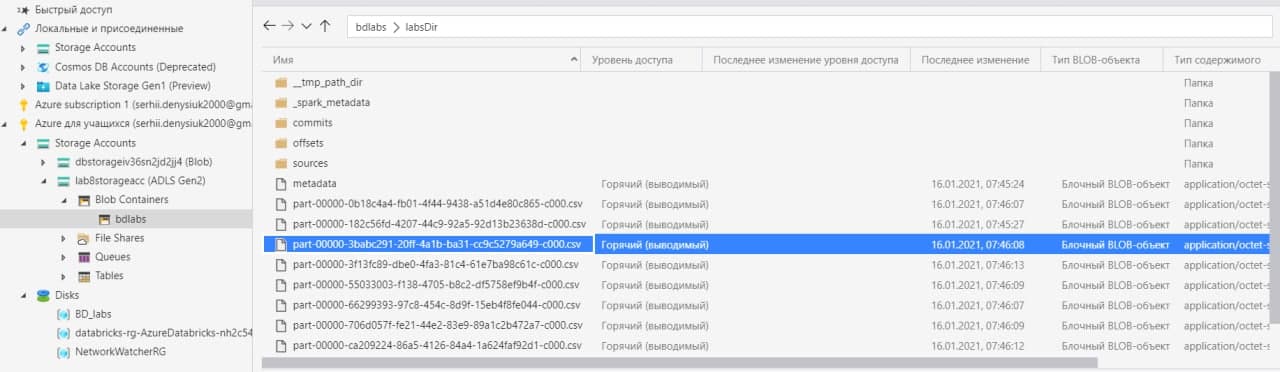 Быстрый доступ
Локальные и присоединенные
Storage Accounts
Cosmos DB Accounts (Deprecated)
Data Lake Storage Gen1 (Preview)
Azure subscription 1 (serhii.denysiuk2000@gm
Azure для учащихся (serhii.denysiuk2000@gma
Storage Accounts
dbstorageiv36sn2jd2jj4 (Blob)
lab8storageacc (ADLS Gen2)
Blob Containers
bdlabs
File Shares
Queues
Tables
Disks
BD_labs
databricks-rg-AzureDatabricks-nh2c54
NetworkWatcherRG
bdlabs > labsDir
Имя Уровень доступа Последнее изменение уровня доступа Последнее изменение Тип BLOB-объекта Тип содержимого
__tmp_path_dir Папка
_spark_metadata Папка
commits Папка
offsets Папка
sources Папка
metadata Горячий (выводимый) 16.01.2021, 07:45:24 Блочный BLOB-объект application/octet-s
part-00000-0b18c4a4-fb01-4f44-9438-a51d4e80c865-c000.csv Горячий (выводимый) 16.01.2021, 07:46:07 Блочный BLOB-объект application/octet-s
part-00000-182c56fd-4207-44c9-92a5-92d13b23638d-c000.csv Горячий (выводимый) 16.01.2021, 07:45:27 Блочный BLOB-объект application/octet-s
part-00000-3babc291-20ff-4a1b-ba31-cc9c5279a649-c000.csv Горячий (выводимый) 16.01.2021, 07:46:08 Блочный BLOB-объект application/octet-s
part-00000-3f13fc89-dbe0-4fa3-81c4-61e7ba98c61c-c000.csv Горячий (выводимый) 16.01.2021, 07:46:13 Блочный BLOB-объект application/octet-s
part-00000-55033003-f138-4705-b8c2-df5758ef9b4f-c000.csv Горячий (выводимый) 16.01.2021, 07:46:09 Блочный BLOB-объект application/octet-s
part-00000-66299393-97c8-454c-8d9f-15eb4f8fe044-c000.csv Горячий (выводимый) 16.01.2021, 07:46:07 Блочный BLOB-объект application/octet-s
part-00000-706d057f-fe21-44e2-83e9-89a1c2b472a7-c000.csv Горячий (выводимый) 16.01.2021, 07:46:09 Блочный BLOB-объект application/octet-s
part-00000-ca209224-86a5-4126-84a4-1a624faf92d1-c000.csv Горячий (выводимый) 16.01.2021, 07:46:12 Блочный BLOB-объект application/octet-s